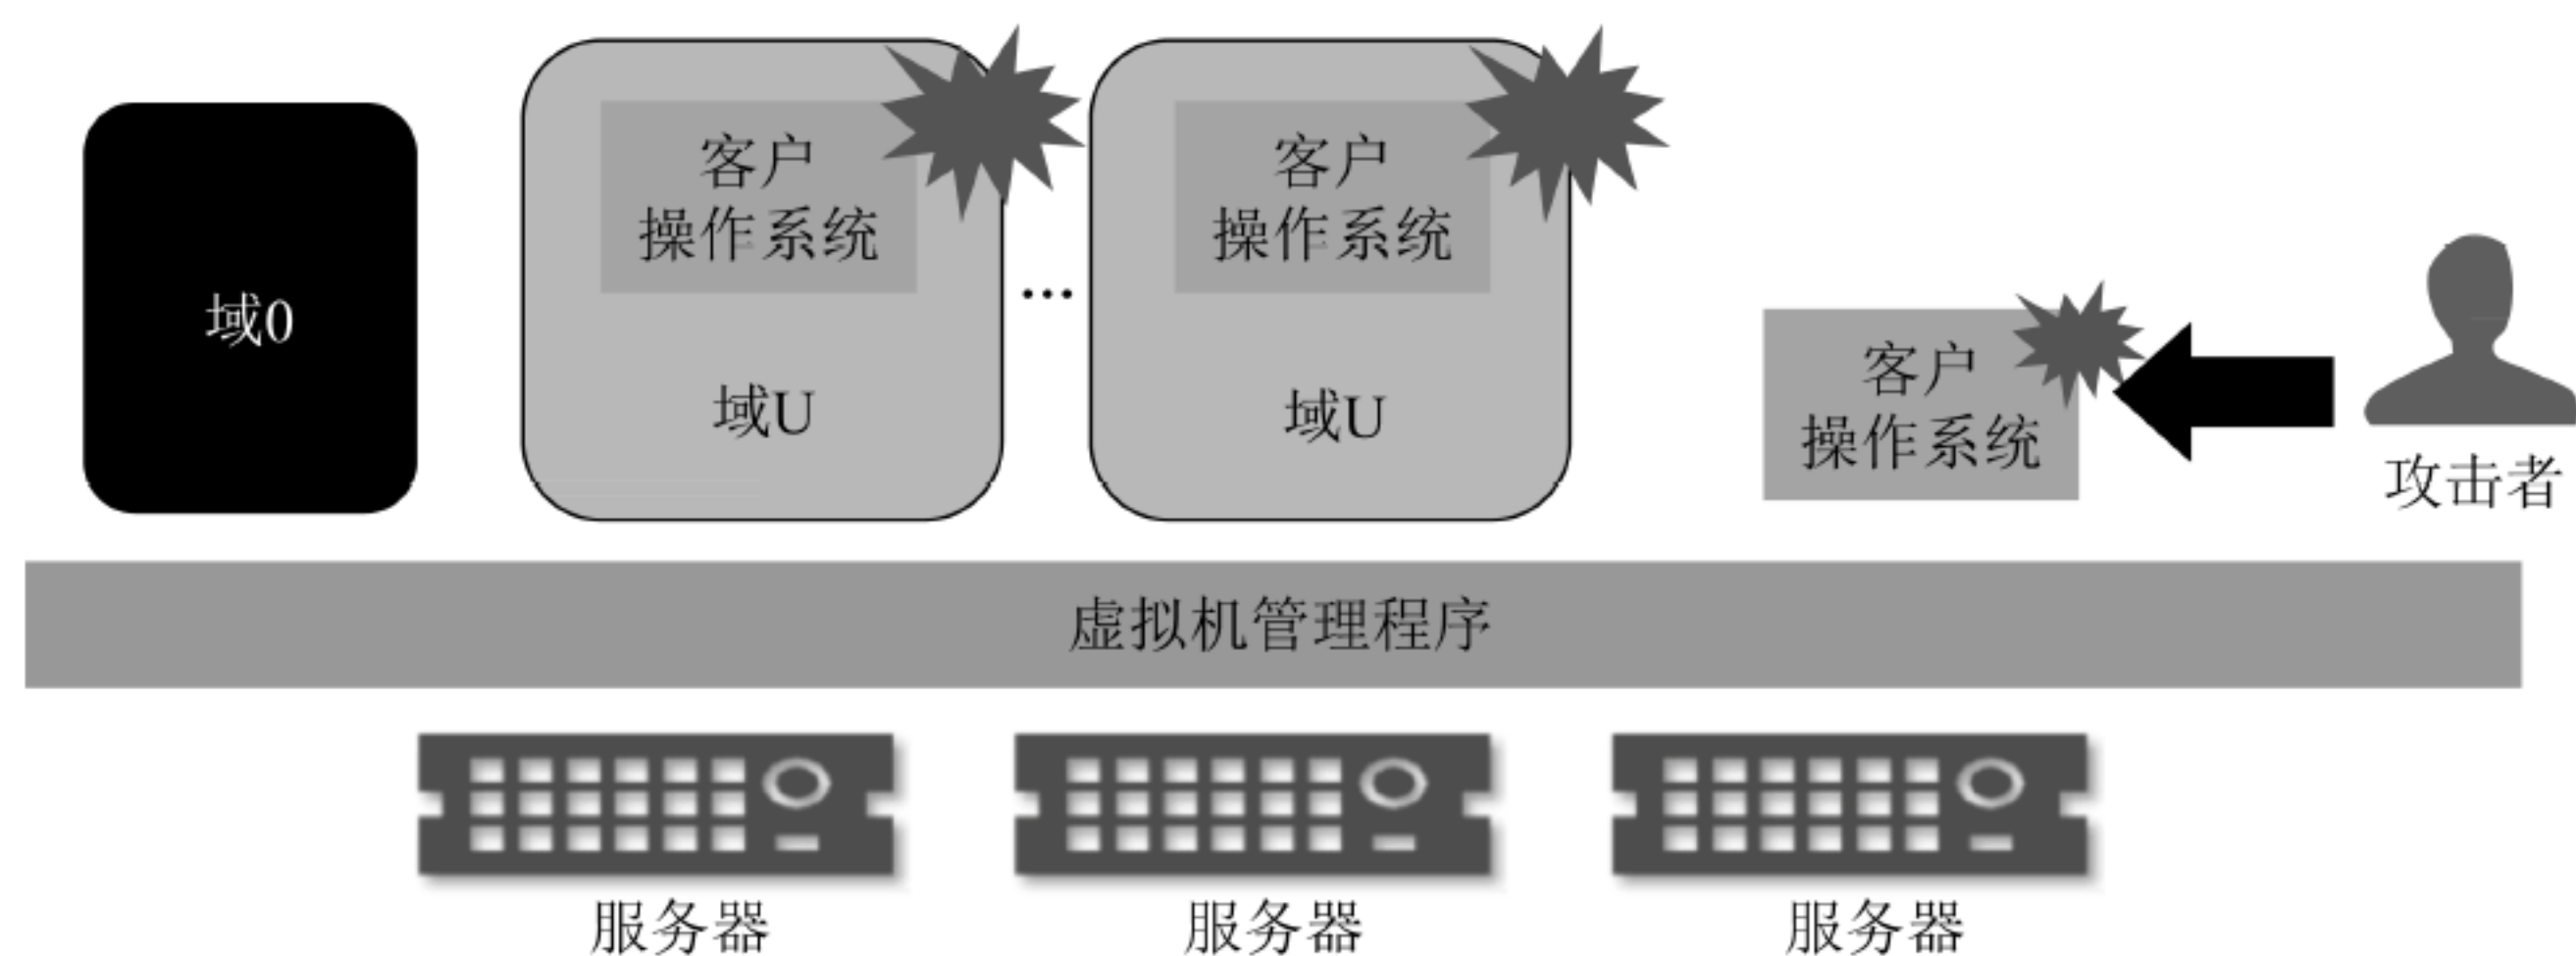 域0
客户
操作系统
域U
...
客户
操作系统
域U
客户
操作系统
攻击者
虚拟机管理程序
服务器
服务器
服务器